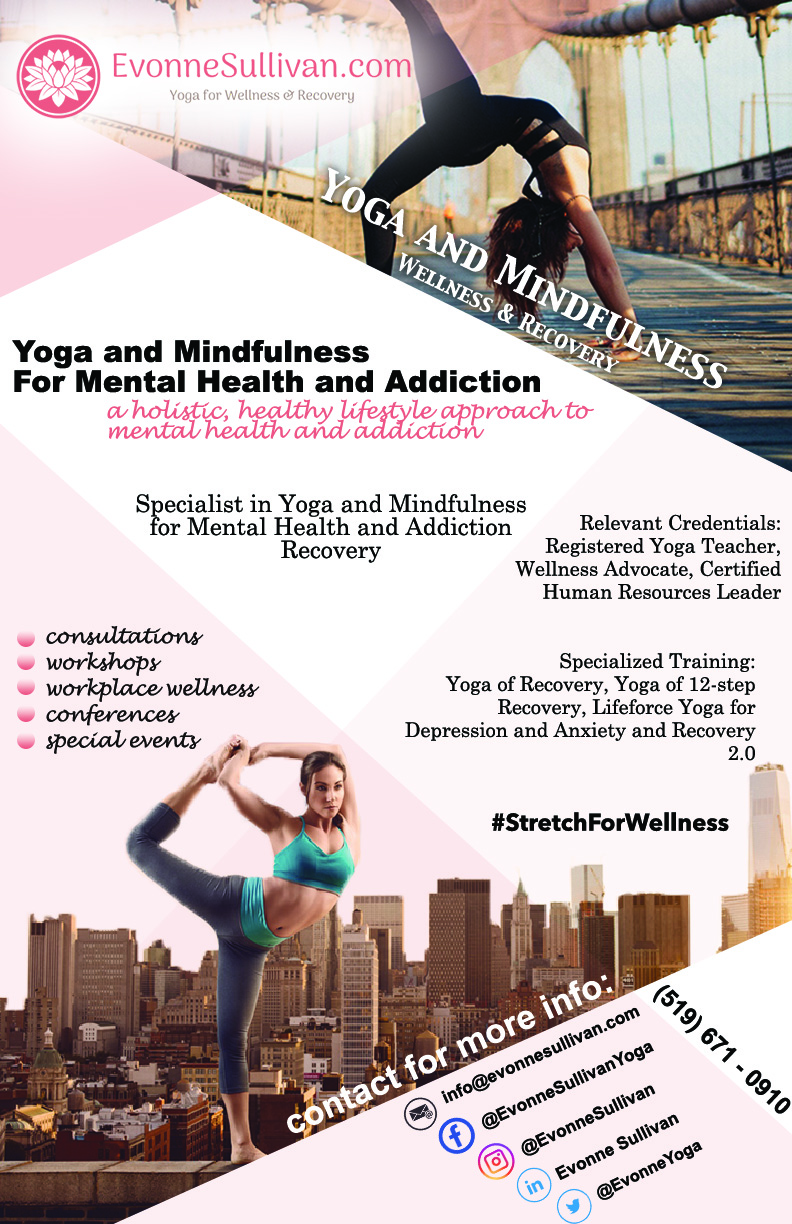 EvonneSullivan.com
Yoga for Wellness & Recovery
Yoga and Mindfulness
Wellness & Recovery
Yoga and Mindfulness
For Mental Health and Addiction
a holistic, healthy lifestyle approach to
mental health and addiction
Specialist in Yoga and Mindfulness
for Mental Health and Addiction
Recovery
Relevant Credentials:
Registered Yoga Teacher,
Wellness Advocate, Certified
Human Resources Leader
consultations
workshops
workplace wellness
conferences
special events
Specialized Training:
Yoga of Recovery, Yoga of 12-step
Recovery, Lifeforce Yoga for
Depression and Anxiety and Recovery
2.0
#StretchForWellness
contact for more info:
(519) 671 - 0910
info@evonnesullivan.com
@EvonneSullivanYoga
@EvonneSullivan
Evonne Sullivan
@EvonneYoga